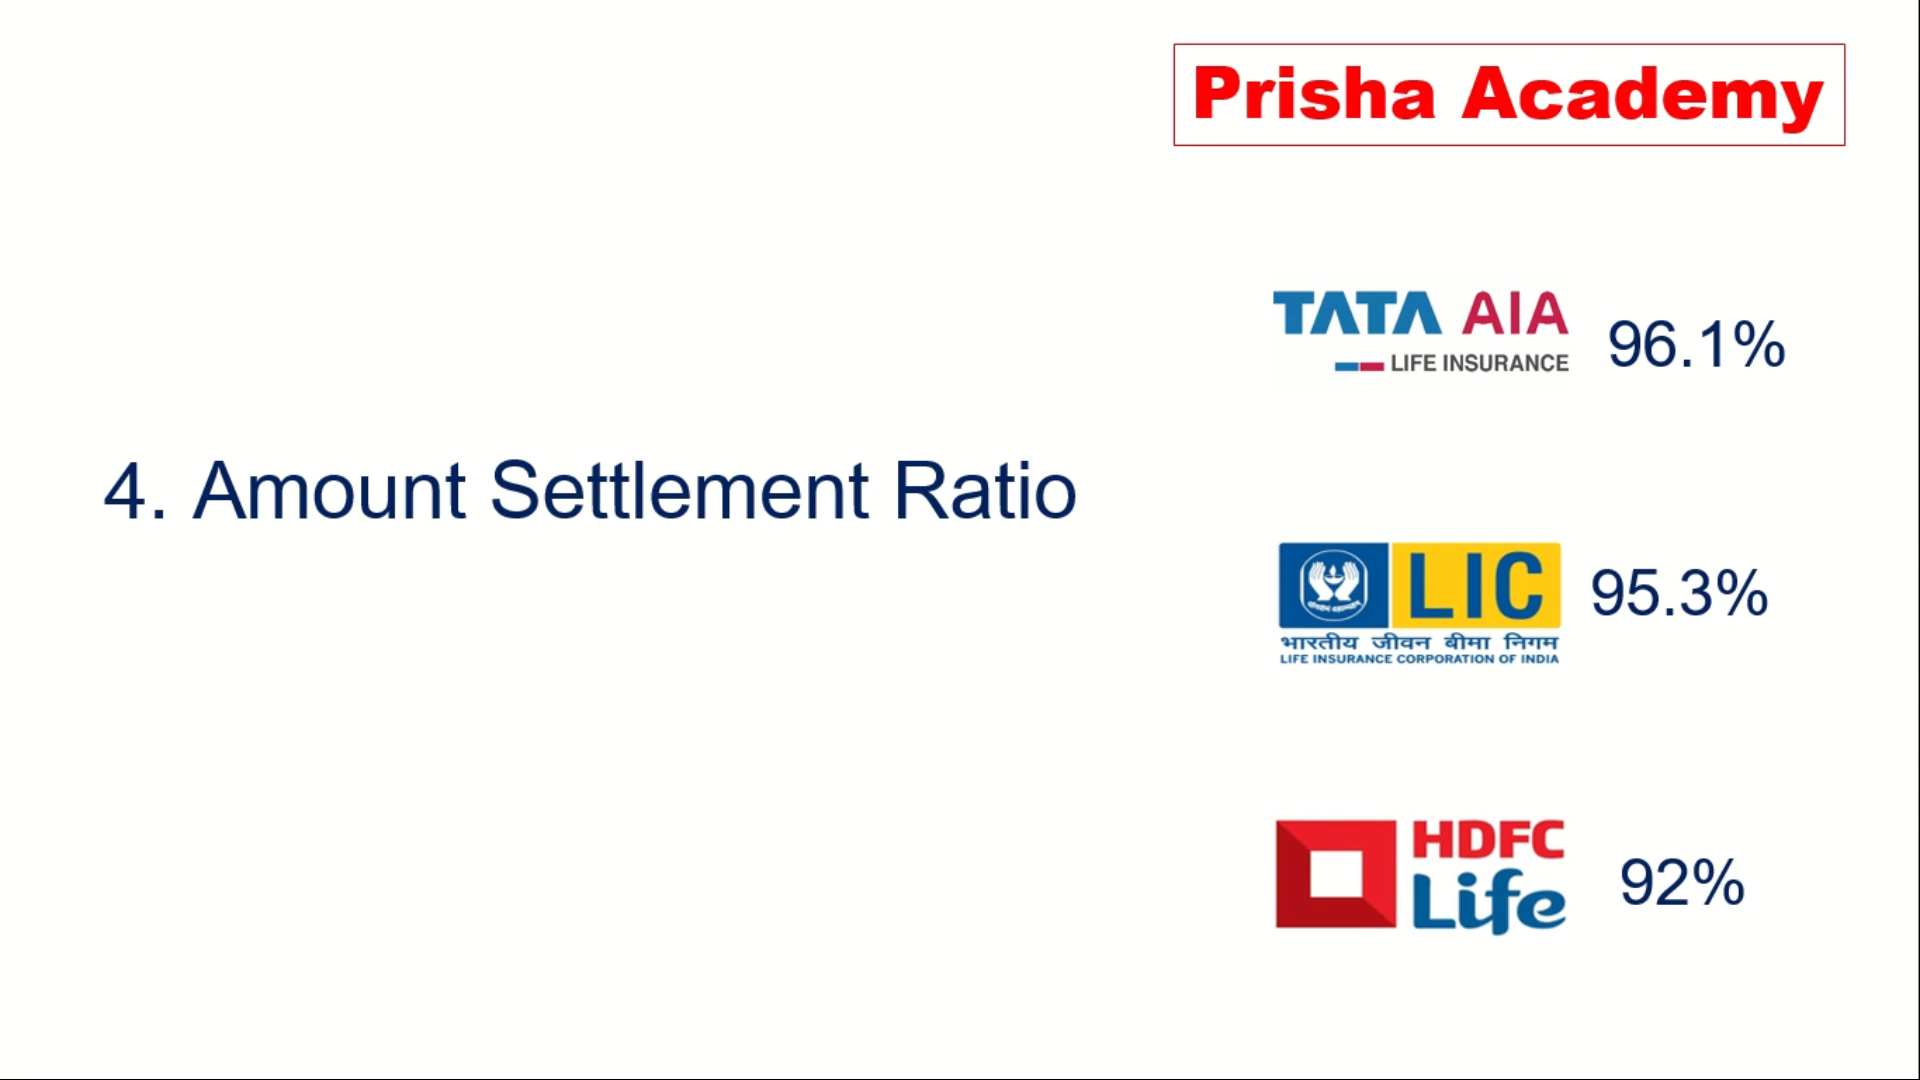 Prisha Academy
TATA AIA
LIFE INSURANCE
96.1%
4. Amount Settlement Ratio
LIC
95.3%
भारतीय जीवन बीमा निगम
LIFE INSURANCE CORPORATION OF INDIA
HDFC
Life
92%